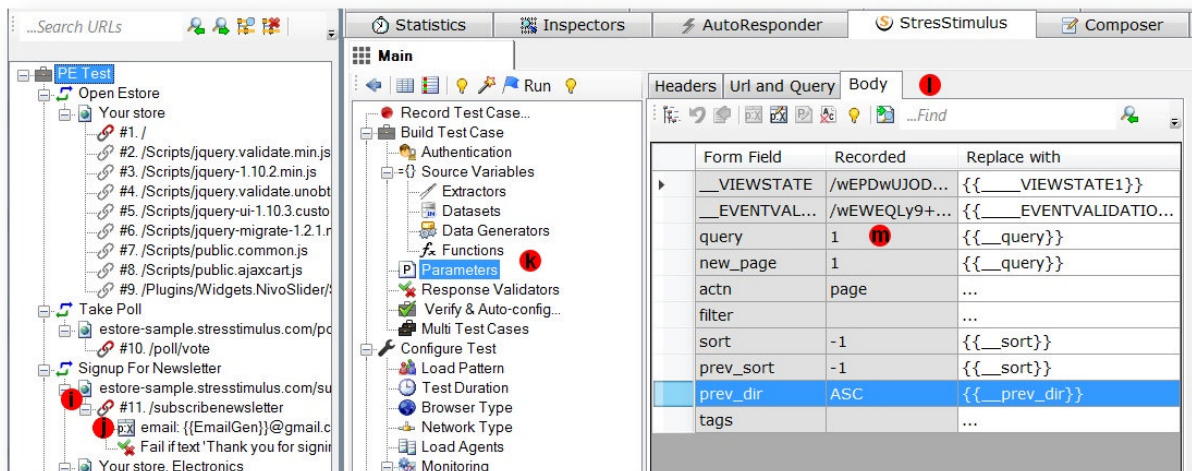 ...Search URLs
PE Test
Open Estore
Your store
#1. /
#2. /Scripts/jquery.validate.min.js
#3. /Scripts/jquery-1.10.2.min.js
#4. /Scripts/jquery.validate.unobt
#5. /Scripts/jquery-ui-1.10.3.custo
#6. /Scripts/jquery-migrate-1.2.1.r
#7. /Scripts/public.common.js
#8. /Scripts/public.ajaxcart.js
#9. /Plugins/Widgets.NivoSlider/
Take Poll
estore-sample.stresstimulus.com/pc
#10. /poll/vote
Signup For Newsletter
estore-sample.stresstimulus.com/su
i
#11. /subscribenewsletter
j
p:X email: {{EmailGen}}@gmail.c
Fail if text 'Thank you for signin
Your store. Electronics
Statistics Inspectors AutoResponder StresStimulus Composer
Main
Run
Record Test Case...
Build Test Case
Authentication
={} Source Variables
Extractors
Datasets
Data Generators
fx Functions
k
P Parameters
Response Validators
Verify & Auto-config...
Multi Test Cases
Configure Test
Load Pattern
Test Duration
Browser Type
Network Type
Load Agents
Monitoring
Headers Url and Query Body l
...Find
Form Field Recorded Replace with
__VIEWSTATE /wEPDwUJOD... {{____VIEWSTATE1}}
__EVENTVAL... /wEWEQLy9+... {{____EVENTVALIDATIO...
query 1 m {{__query}}
new_page 1 {{__query}}
actn page ...
filter ...
sort -1 {{__sort}}
prev_sort -1 {{__sort}}
prev_dir ASC {{__prev_dir}}
tags ...